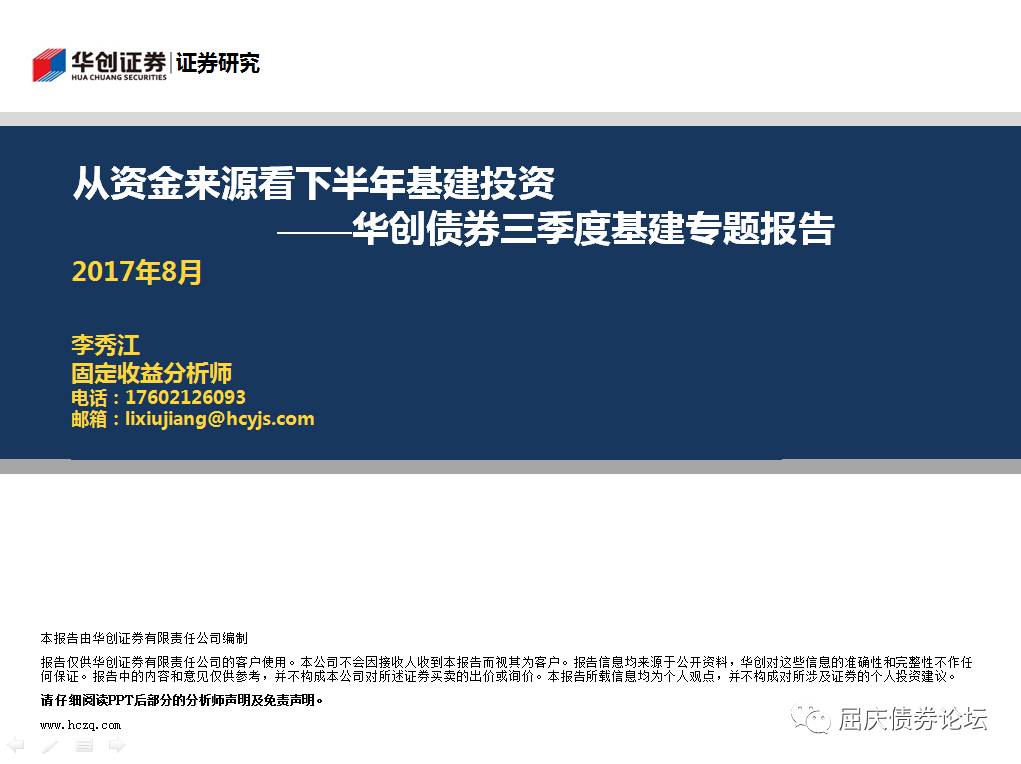 华创证券|证券研究
HUA CHUANG SECURITIES
从资金来源看下半年基建投资
——华创债券三季度基建专题报告
2017年8月
李秀江
固定收益分析师
电话：17602126093
邮箱：lixiujiang@hcyjs.com
本报告由华创证券有限责任公司编制
报告仅供华创证券有限责任公司的客户使用。本公司不会因接收人收到本报告而视其为客户。报告信息均来源于公开资料，华创对这些信息的准确性和完整性不作任
何保证。报告中的内容和意见仅供参考，并不构成本公司对所述证券买卖的出价或询价。本报告所载信息均为个人观点，并不构成对所涉及证券的个人投资建议。
请仔细阅读PPT后部分的分析师声明及免责声明。
www.hczq.com
屈庆债券论坛